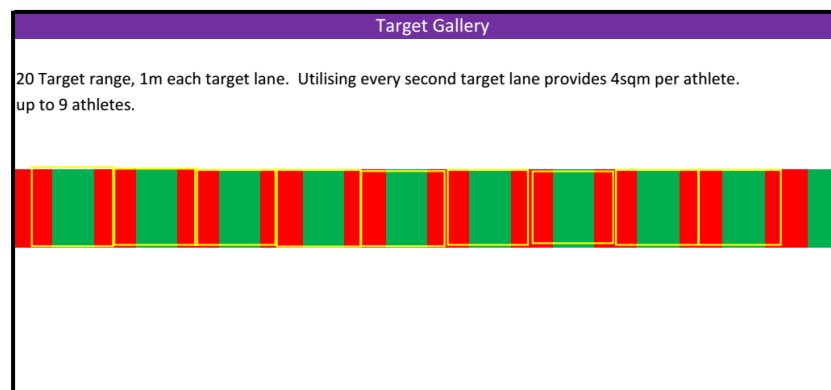 Target Gallery
20 Target range, 1m each target lane.  Utilising every second target lane provides 4sqm per athlete.
up to 9 athletes.